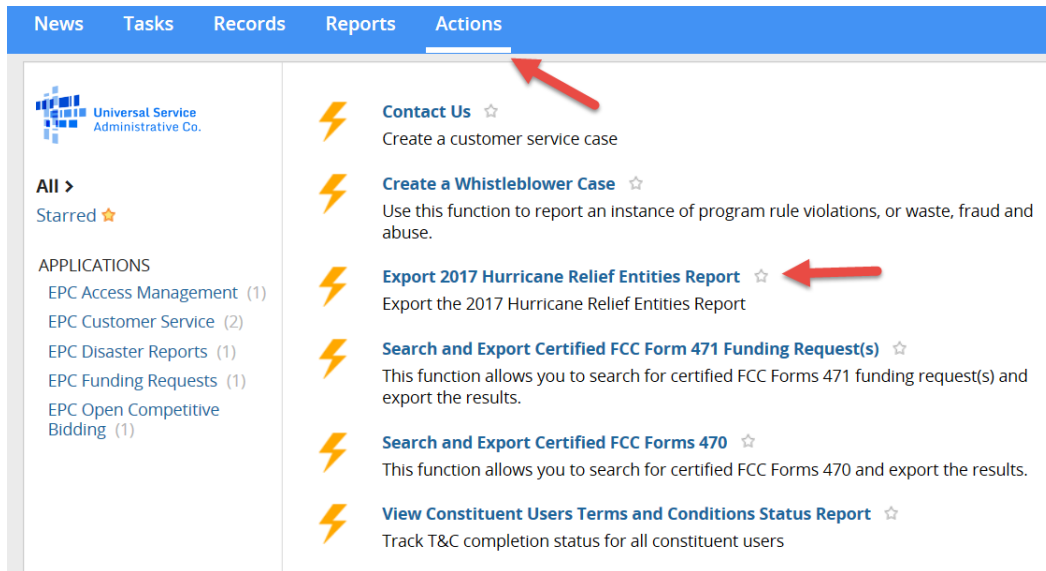 News Tasks Records Reports Actions
Universal Service
Administrative Co.
All >
Starred
APPLICATIONS
EPC Access Management (1)
EPC Customer Service (2)
EPC Disaster Reports (1)
EPC Funding Requests (1)
EPC Open Competitive
Bidding (1)
Contact Us
Create a customer service case
Create a Whistleblower Case
Use this function to report an instance of program rule violations, or waste, fraud and
abuse.
Export 2017 Hurricane Relief Entities Report
Export the 2017 Hurricane Relief Entities Report
Search and Export Certified FCC Form 471 Funding Request(s)
This function allows you to search for certified FCC Forms 471 funding request(s) and
export the results.
Search and Export Certified FCC Forms 470
This function allows you to search for certified FCC Forms 470 and export the results.
View Constituent Users Terms and Conditions Status Report
Track T&C completion status for all constituent users